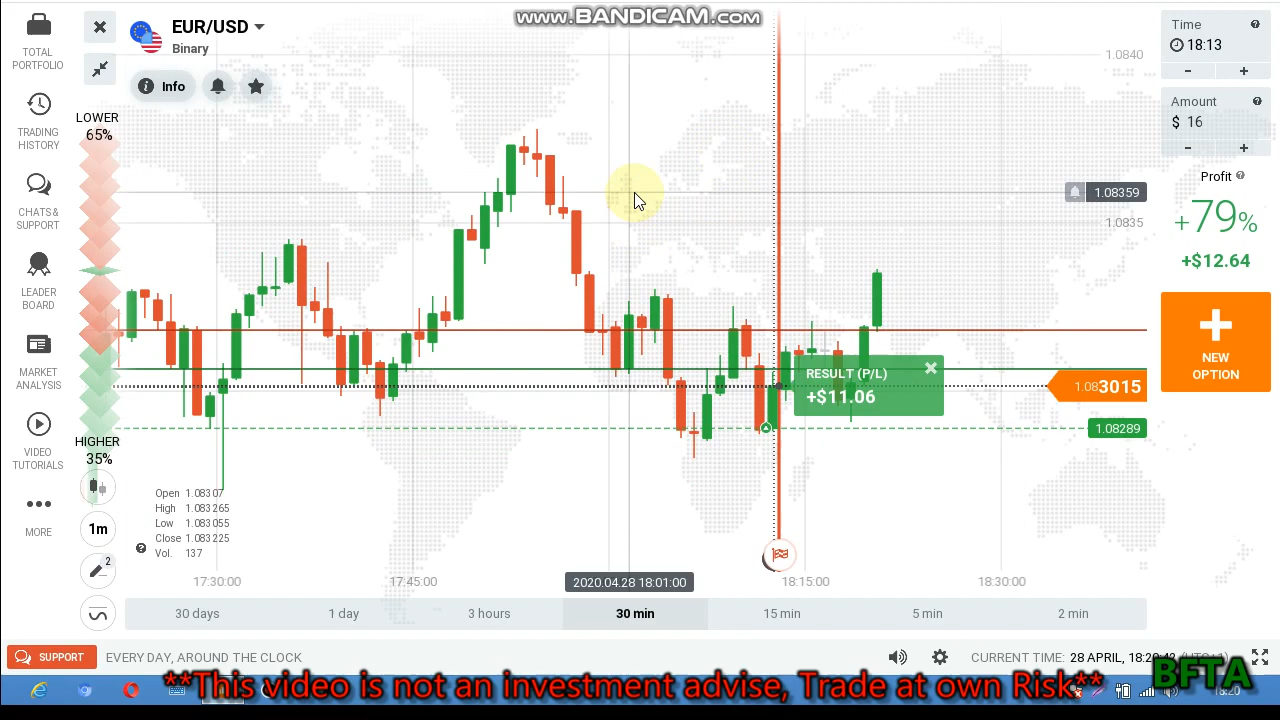 www.BANDICAM.com
EUR/USD
Binary
Info
TOTAL
PORTFOLIO
TRADING
HISTORY
CHATS &
SUPPORT
LEADER
BOARD
MARKET
ANALYSIS
VIDEO
TUTORIALS
MORE
LOWER
65%
HIGHER
35%
1m
2
Open 1.08307
High 1.083265
Low 1.083055
Close 1.083225
Vol. 137
1.0840
1.08359
1.0835
1.083015
1.08289
RESULT (P/L)
+$11.06
17:30:00
17:45:00
2020.04.28 18:01:00
18:15:00
18:30:00
30 days
1 day
3 hours
30 min
15 min
5 min
2 min
Time
18:13
- +
Amount
$ 16
- +
Profit
+79%
+$12.64
NEW
OPTION
SUPPORT
EVERY DAY, AROUND THE CLOCK
CURRENT TIME: 28 APRIL, 18:20:42 (UTC+1)
**This video is not an investment advise, Trade at own Risk**
BFTA
18:20